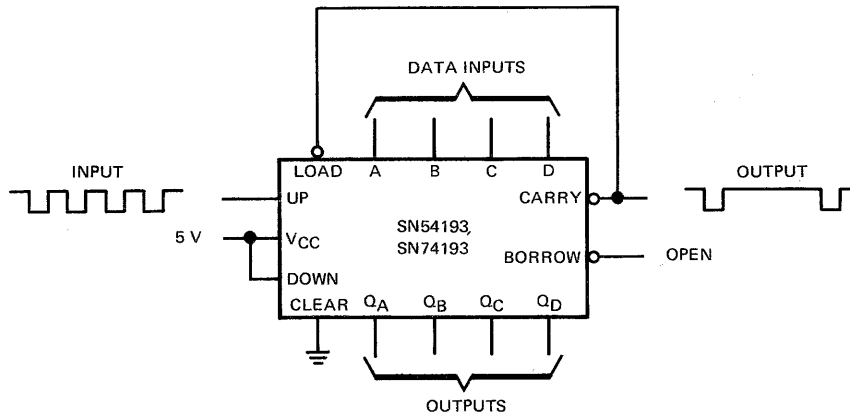 DATA INPUTS
INPUT
LOAD A B C D
OUTPUT
UP
CARRY
SN54193,
SN74193
5 V
VCC
BORROW
OPEN
DOWN
CLEAR QA QB QC QD
OUTPUTS